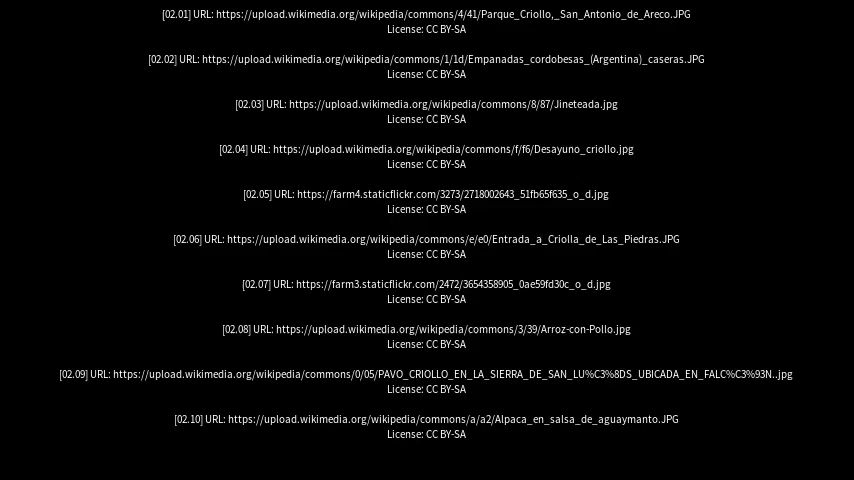 [02.01] URL: https://upload.wikimedia.org/wikipedia/commons/4/41/Parque_Criollo,_San_Antonio_de_Areco.JPG
License: CC BY-SA
[02.02] URL: https://upload.wikimedia.org/wikipedia/commons/1/1d/Empanadas_cordobesas_(Argentina)_caseras.JPG
License: CC BY-SA
[02.03] URL: https://upload.wikimedia.org/wikipedia/commons/8/87/Jineteada.jpg
License: CC BY-SA
[02.04] URL: https://upload.wikimedia.org/wikipedia/commons/f/f6/Desayuno_criollo.jpg
License: CC BY-SA
[02.05] URL: https://farm4.staticflickr.com/3273/2718002643_51fb65f635_o_d.jpg
License: CC BY-SA
[02.06] URL: https://upload.wikimedia.org/wikipedia/commons/e/e0/Entrada_a_Criolla_de_Las_Piedras.JPG
License: CC BY-SA
[02.07] URL: https://farm3.staticflickr.com/2472/3654358905_0ae59fd30c_o_d.jpg
License: CC BY-SA
[02.08] URL: https://upload.wikimedia.org/wikipedia/commons/3/39/Arroz-con-Pollo.jpg
License: CC BY-SA
[02.09] URL: https://upload.wikimedia.org/wikipedia/commons/0/05/PAVO_CRIOLLO_EN_LA_SIERRA_DE_SAN_LU%C3%8DS_UBICADA_EN_FALC%C3%93N..jpg
License: CC BY-SA
[02.10] URL: https://upload.wikimedia.org/wikipedia/commons/a/a2/Alpaca_en_salsa_de_aguaymanto.JPG
License: CC BY-SA